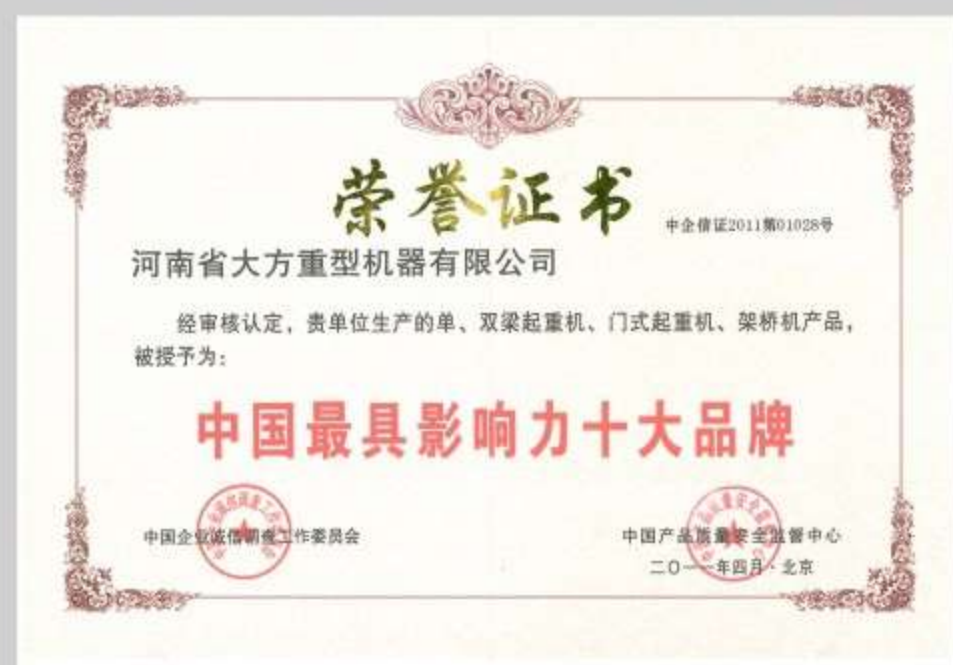 荣誉证书
中企信证2011第01028号
河南省大方重型机器有限公司
经审核认定，贵单位生产的单、双梁起重机、门式起重机、架桥机产品，
被授予为：
中国最具影响力十大品牌
中国企业诚信调查工作委员会
中国产品质量安全监督中心
二〇一一年四月·北京